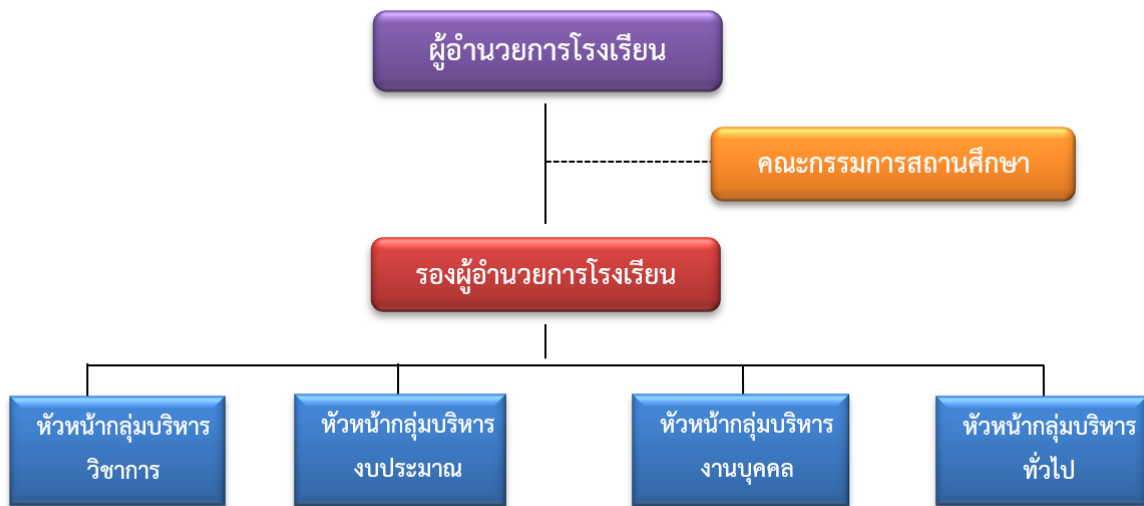 ผู้อำนวยการโรงเรียน
คณะกรรมการสถานศึกษา
รองผู้อำนวยการโรงเรียน
หัวหน้ากลุ่มบริหาร
วิชาการ
หัวหน้ากลุ่มบริหาร
งบประมาณ
หัวหน้ากลุ่มบริหาร
งานบุคคล
หัวหน้ากลุ่มบริหาร
ทั่วไป